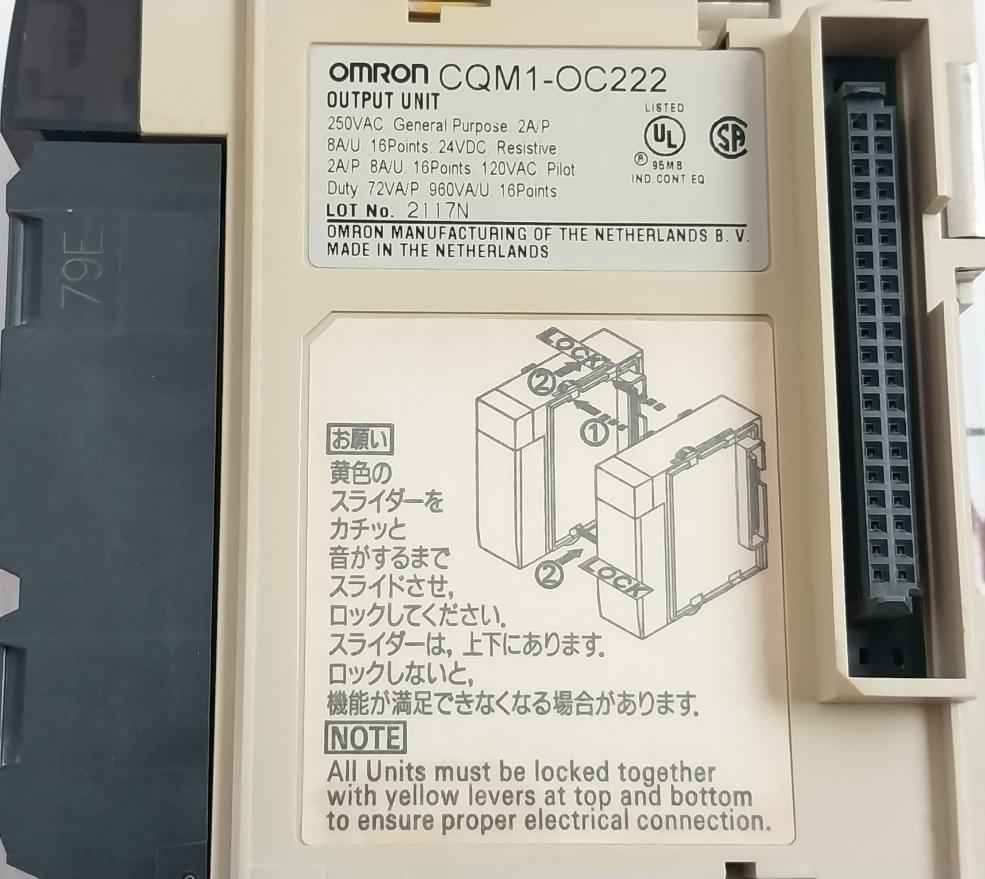 OMRON CQM1-OC222
OUTPUT UNIT
250VAC General Purpose 2A/P
8A/U 16Points 24VDC Resistive
2A/P 8A/U 16Points 120VAC Pilot
Duty 72VA/P 960VA/U 16Points
LOT No. 2117N
OMRON MANUFACTURING OF THE NETHERLANDS B. V.
MADE IN THE NETHERLANDS
LISTED
UL
® 95M8
IND.CONT.EQ
SA
79E
LOCK
②
①
②
LOCK
お願い
黄色の
スライダーを
カチッと
音がするまで
スライドさせ,
ロックしてください.
スライダーは, 上下にあります.
ロックしないと,
機能が満足できなくなる場合があります.
NOTE
All Units must be locked together
with yellow levers at top and bottom
to ensure proper electrical connection.